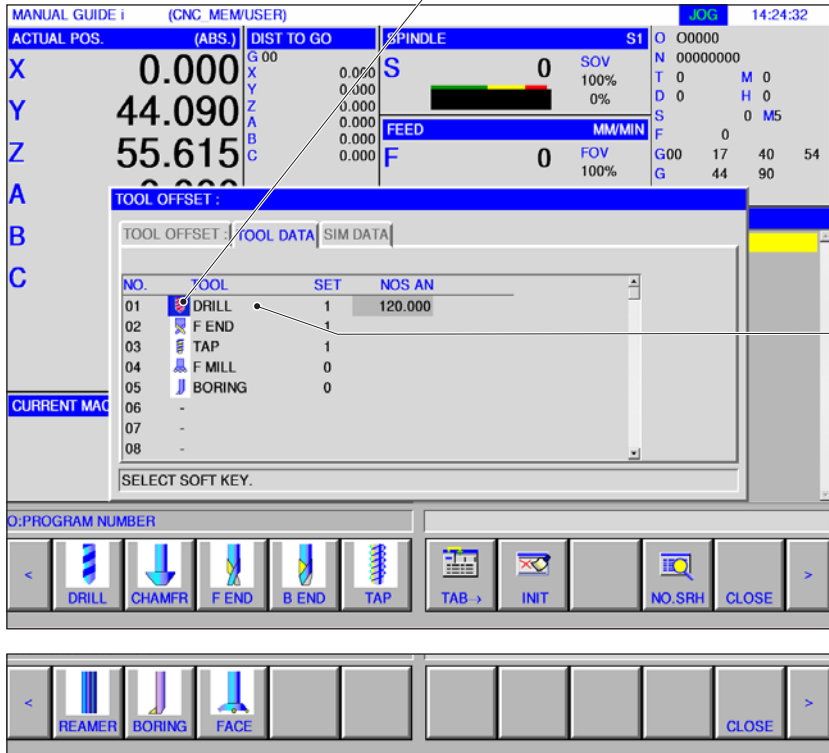 MANUAL GUIDE i (CNC_MEM/USER) JOG 14:24:32
ACTUAL POS. (ABS.) DIST TO GO SPINDLE S1 O O0000
G 00 N 00000000
X 0.000 X 0.000 S 0 SOV 100% 0% T 0 M 0
Y 0.000 D 0 H 0
Y 44.090 Z 0.000 S 0 M5
A 0.000 FEED MM/MIN F 0
B 0.000
Z 55.615 C 0.000 F 0 FOV 100% G00 17 40 54
G 44 90
A
TOOL OFFSET :
B TOOL OFFSET : TOOL DATA SIM DATA
C
NO. TOOL SET NOS AN
01 DRILL 1 120.000
02 F END 1
03 TAP 1
04 F MILL 0
05 BORING 0
CURRENT MAC
06 -
07 -
08 -
SELECT SOFT KEY.
O:PROGRAM NUMBER
< DRILL CHAMFR F END B END TAP TAB→ INIT NO.SRH CLOSE >
< REAMER BORING FACE CLOSE >